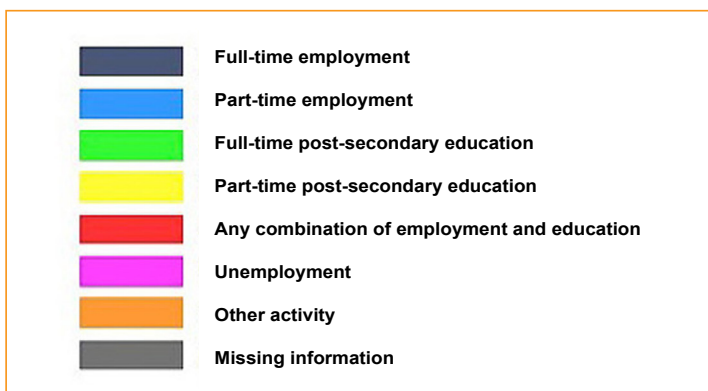 Full-time employment
Part-time employment
Full-time post-secondary education
Part-time post-secondary education
Any combination of employment and education
Unemployment
Other activity
Missing information